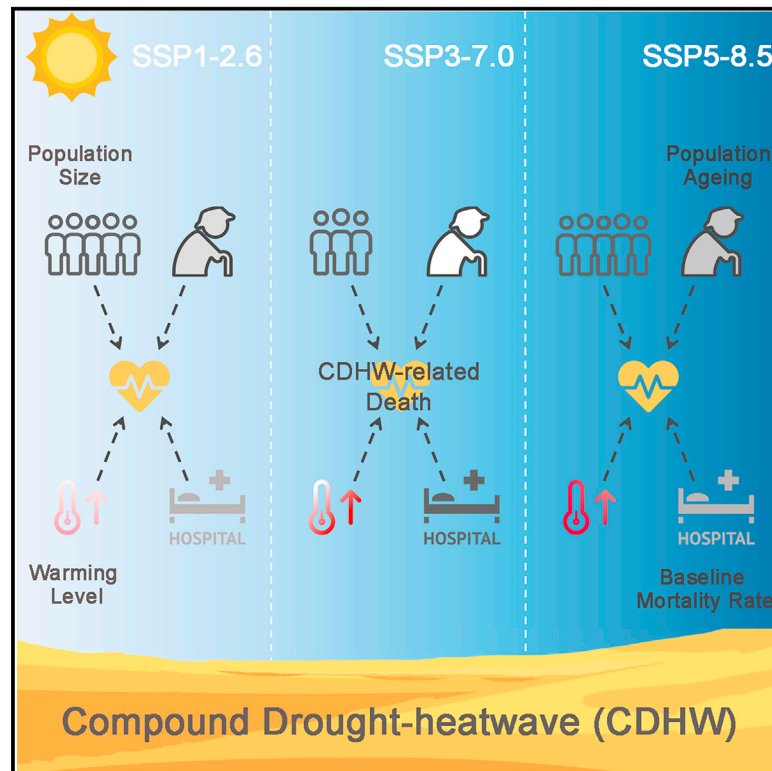 SSP1-2.6
SSP3-7.0
SSP5-8.5
Population
Size
Population
Ageing
CDHW-related
Death
HOSPITAL
HOSPITAL
HOSPITAL
Warming
Level
Baseline
Mortality Rate
Compound Drought-heatwave (CDHW)